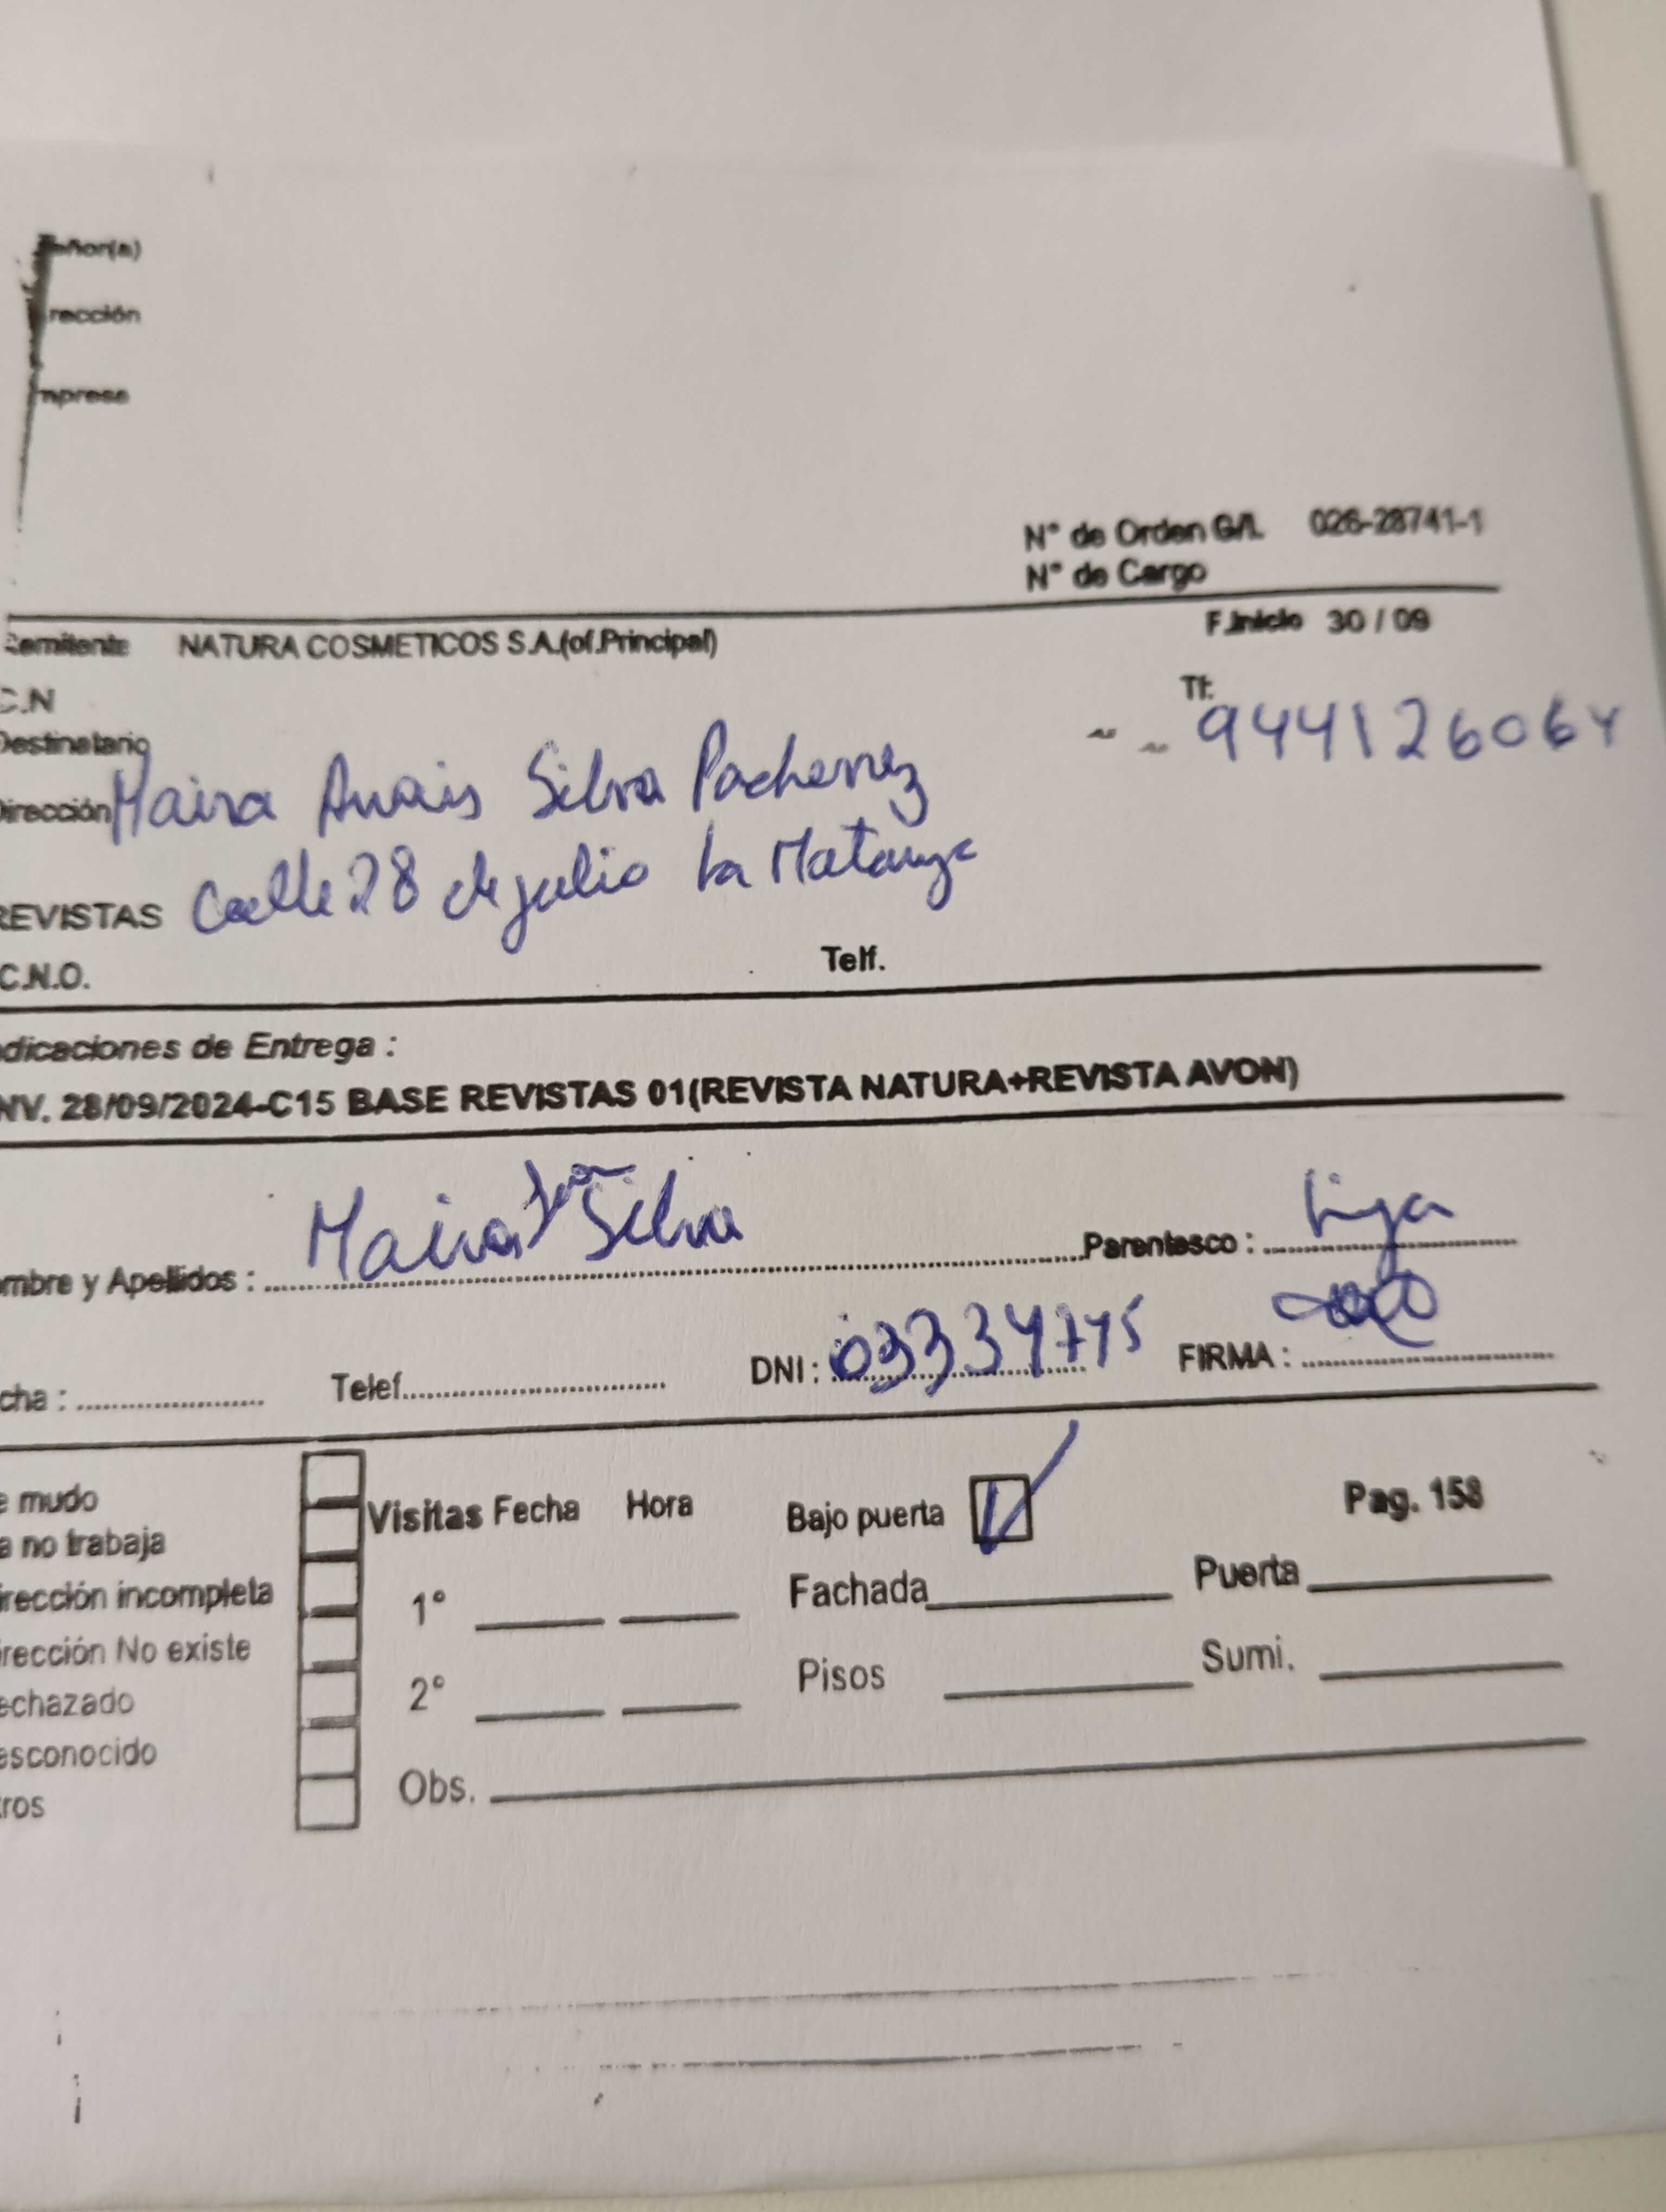 eñor(a)
rección
mpresa
N° de Orden G/L 026-28741-1
N° de Cargo
F.Inicio 30 / 09
Remitente NATURA COSMETICOS S.A.(of.Principal)
C.N
Tf.
Destinatario
944126064
Dirección Maira Anais Silva Pacherrez
REVISTAS Calle 28 de julio La Matanza
C.N.O. Telf.
ndicaciones de Entrega :
NV. 28/09/2024-C15 BASE REVISTAS 01(REVISTA NATURA+REVISTA AVON)
ombre y Apellidos : Maira Silva Parentesco : hija
cha : Telef. DNI : 03334775 FIRMA :
e mudo
Visitas Fecha Hora Bajo puerta Pag. 158
a no trabaja
irección incompleta 1° Fachada Puerta
irección No existe
echazado 2° Pisos Sumi.
esconocido
tros Obs.